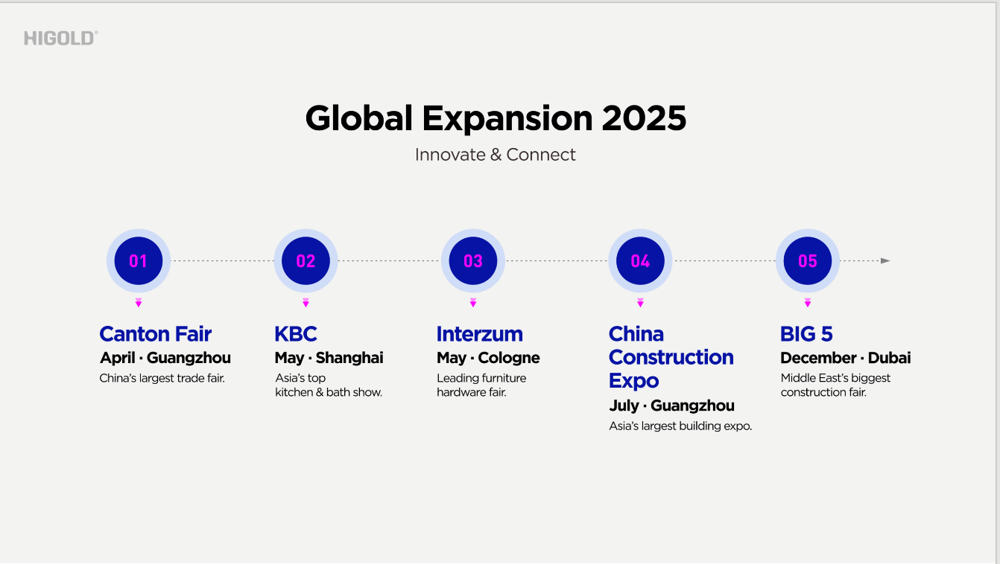 HIGOLD®
Global Expansion 2025
Innovate & Connect
01
02
03
04
05
Canton Fair
April · Guangzhou
China's largest trade fair.
KBC
May · Shanghai
Asia's top
kitchen & bath show.
Interzum
May · Cologne
Leading furniture
hardware fair.
China
Construction
Expo
July · Guangzhou
Asia's largest building expo.
BIG 5
December · Dubai
Middle East's biggest
construction fair.